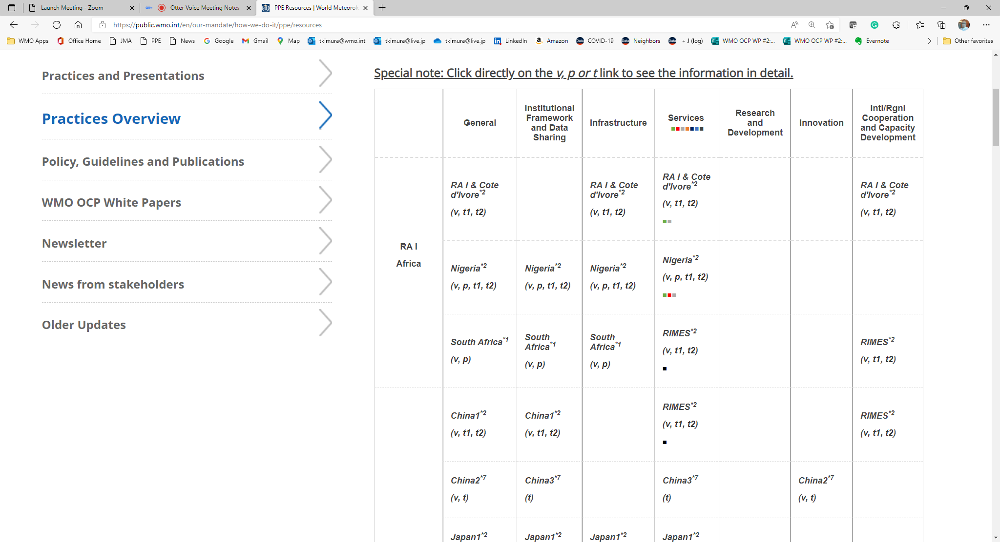 Launch Meeting - Zoom
Otter Voice Meeting Notes
PPE Resources | World Meteorol
https://public.wmo.int/en/our-mandate/how-we-do-it/ppe/resources
WMO Apps
Office Home
JMA
PPE
News
Google
Gmail
Map
tkimura@wmo.int
tkimura@live.jp
tkimura@live.jp
LinkedIn
Amazon
COVID-19
Neighbors
+ J (log)
WMO OCP WP #2:...
WMO OCP WP #2:...
Evernote
Other favorites
Practices and Presentations
Practices Overview
Policy, Guidelines and Publications
WMO OCP White Papers
Newsletter
News from stakeholders
Older Updates
Special note: Click directly on the v, p or t link to see the information in detail.
General
Institutional
Framework
and Data
Sharing
Infrastructure
Services
Research
and
Development
Innovation
Intl/Rgnl
Cooperation
and Capacity
Development
RA I
Africa
RA I & Cote
d'Ivore*2
(v, t1, t2)
RA I & Cote
d'Ivore*2
(v, t1, t2)
RA I & Cote
d'Ivore*2
(v, t1, t2)
RA I & Cote
d'Ivore*2
(v, t1, t2)
Nigeria*2
(v, p, t1, t2)
Nigeria*2
(v, p, t1, t2)
Nigeria*2
(v, p, t1, t2)
Nigeria*2
(v, p, t1, t2)
South Africa*1
(v, p)
South
Africa*1
(v, p)
South
Africa*1
(v, p)
RIMES*2
(v, t1, t2)
RIMES*2
(v, t1, t2)
China1*2
(v, t1, t2)
China1*2
(v, t1, t2)
RIMES*2
(v, t1, t2)
RIMES*2
(v, t1, t2)
China2*7
(v, t)
China3*7
(t)
China3*7
(t)
China2*7
(v, t)
Japan1*2
Japan1*2
Japan1*2
Japan1*2